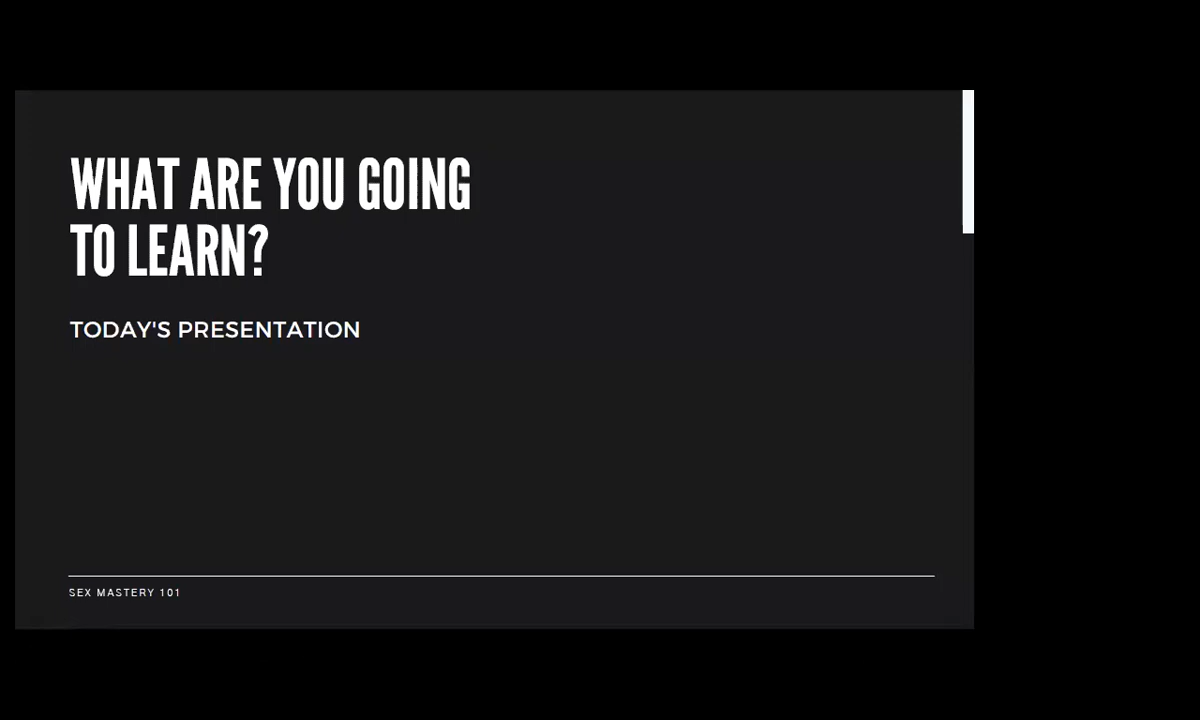 WHAT ARE YOU GOING
TO LEARN?
TODAY'S PRESENTATION
SEX MASTERY 101